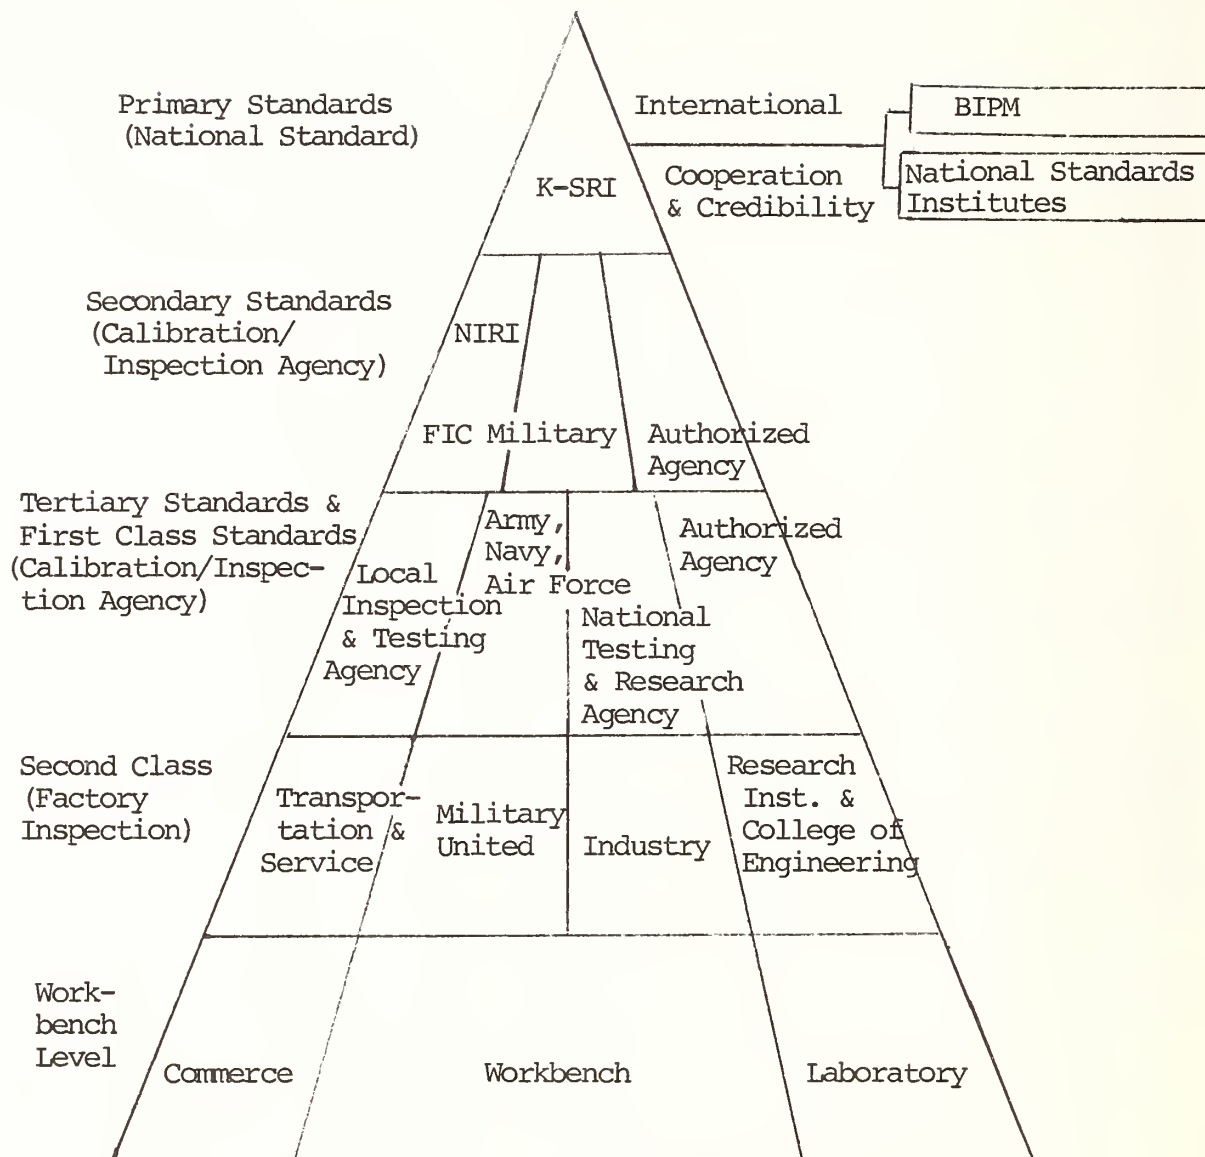 Primary Standards
(National Standard)
International
BIPM
K-SRI
Cooperation
& Credibility
National Standards
Institutes
Secondary Standards
(Calibration/
Inspection Agency)
NIRI
FIC Military
Authorized
Agency
Tertiary Standards &
First Class Standards
(Calibration/Inspec-
tion Agency)
Local
Inspection
& Testing
Agency
Army,
Navy,
Air Force
National
Testing
& Research
Agency
Authorized
Agency
Second Class
(Factory
Inspection)
Transpor-
tation &
Service
Military
United
Industry
Research
Inst. &
College of
Engineering
Work-
bench
Level
Commerce
Workbench
Laboratory